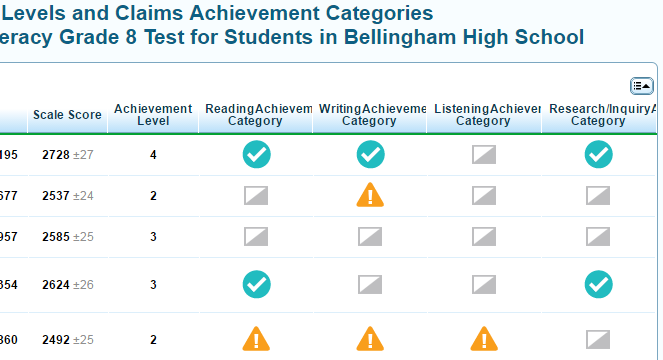 Levels and Claims Achievement Categories
eracy Grade 8 Test for Students in Bellingham High School
Scale Score
Achievement Level
ReadingAchievem Category
WritingAchieveme Category
ListeningAchiever Category
Research/InquiryA Category
195 2728 ±27 4
677 2537 ±24 2
957 2585 ±25 3
354 2624 ±26 3
360 2492 ±25 2